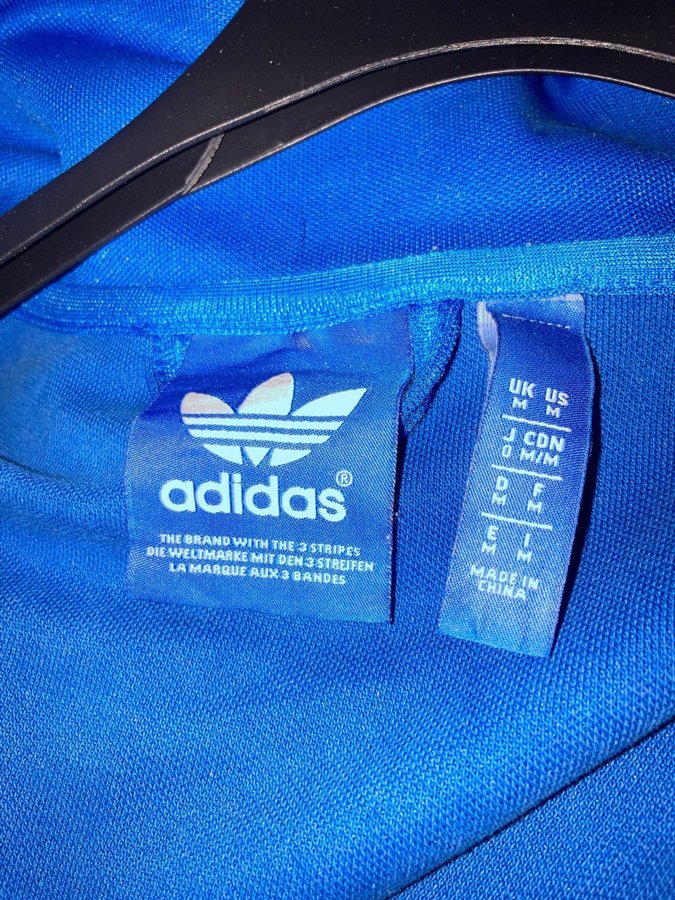 adidas®
THE BRAND WITH THE 3 STRIPES
DIE WELTMARKE MIT DEN 3 STREIFEN
LA MARQUE AUX 3 BANDES
UK US
M M
J CDN
O M/M
D F
M M
E I
M M
MADE IN
CHINA